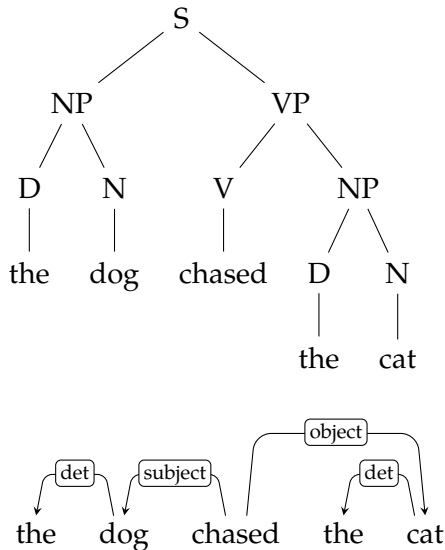 S
NP VP
D N V NP
the dog chased D N
the cat
object
det subject det
the dog chased the cat